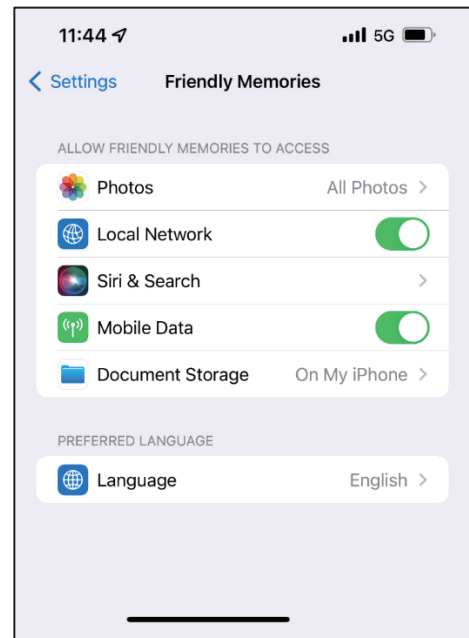 11:44 5G
Settings Friendly Memories
ALLOW FRIENDLY MEMORIES TO ACCESS
Photos All Photos
Local Network
Siri & Search
Mobile Data
Document Storage On My iPhone
PREFERRED LANGUAGE
Language English